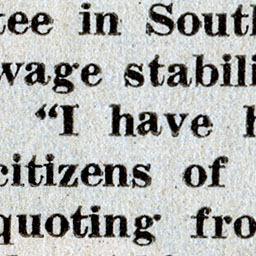 tee in South
wage stabili
"I have h
citizens of
quoting fro